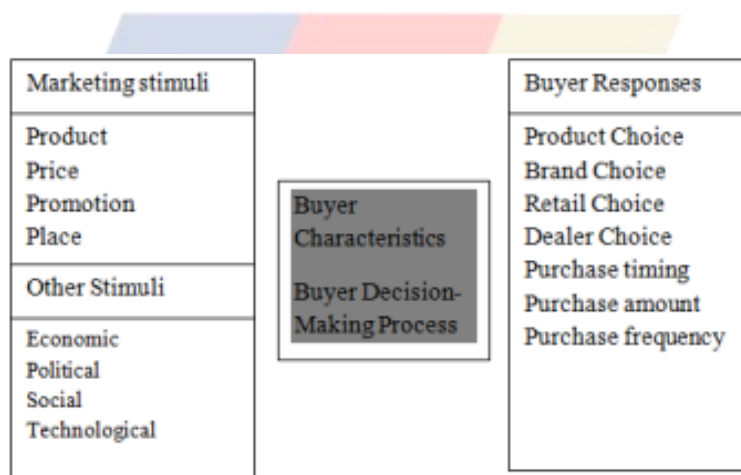 Marketing stimuli
Product
Price
Promotion
Place
Other Stimuli
Economic
Political
Social
Technological
Buyer
Characteristics
Buyer Decision-
Making Process
Buyer Responses
Product Choice
Brand Choice
Retail Choice
Dealer Choice
Purchase timing
Purchase amount
Purchase frequency